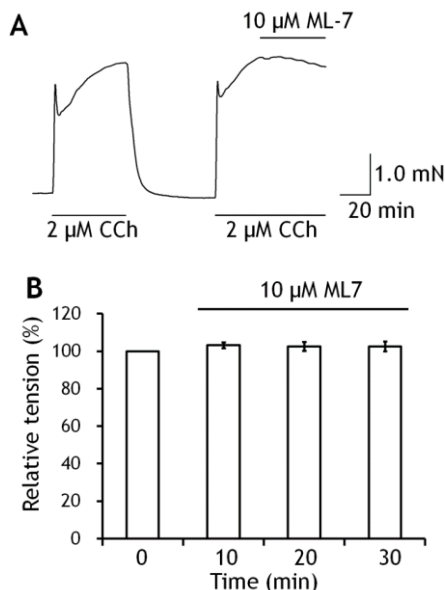 A
10 µM ML-7
1.0 mN
20 min
2 µM CCh
2 µM CCh
B
10 µM ML7
Relative tension (%)
120
100
80
60
40
20
0
0 10 20 30
Time (min)